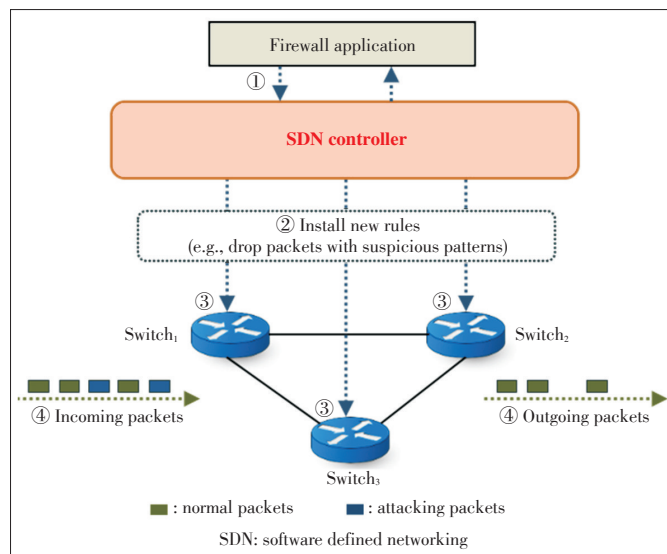 Firewall application
①
SDN controller
② Install new rules
(e.g., drop packets with suspicious patterns)
③
③
Switch₁
Switch₂
③
④ Incoming packets
④ Outgoing packets
Switch₃
: normal packets
: attacking packets
SDN: software defined networking